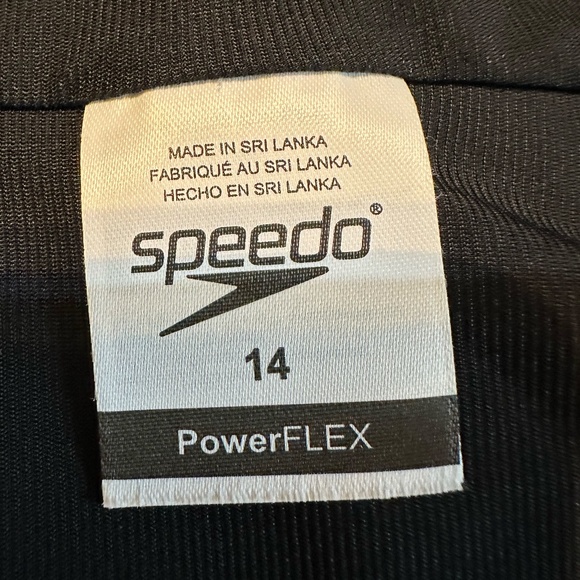 MADE IN SRI LANKA
FABRIQUÉ AU SRI LANKA
HECHO EN SRI LANKA
speedo®
14
PowerFLEX